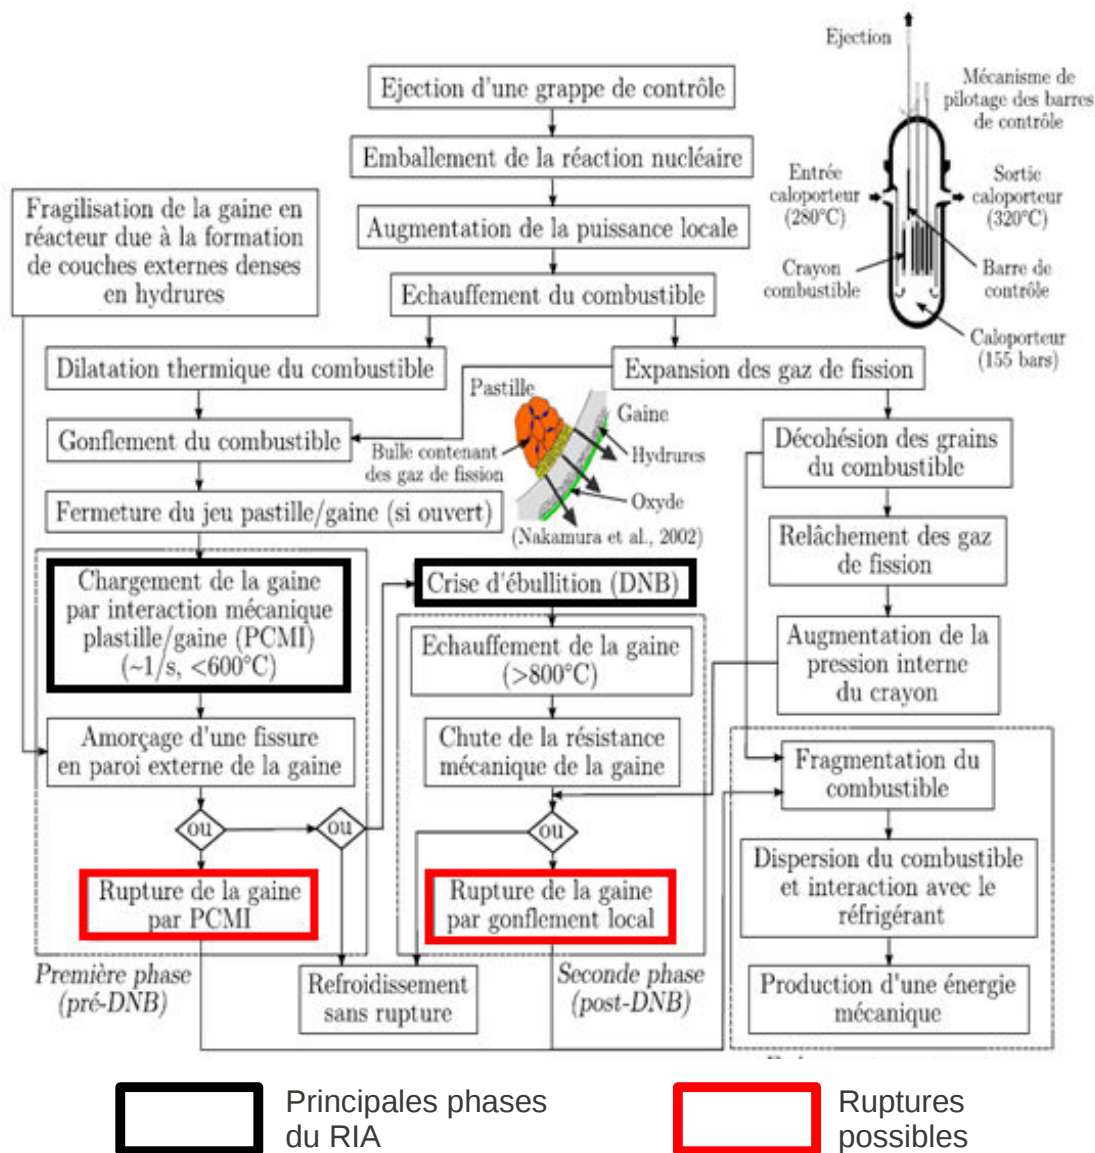 Ejection
Mécanisme de
pilotage des barres
de contrôle
Entrée
caloporteur
(280°C)
Sortie
caloporteur
(320°C)
Crayon
combustible
Barre de
contrôle
Caloporteur
(155 bars)
Ejection d'une grappe de contrôle
Emballement de la réaction nucléaire
Fragilisation de la gaine en
réacteur due à la formation
de couches externes denses
en hydrures
Augmentation de la puissance locale
Echauffement du combustible
Dilatation thermique du combustible
Expansion des gaz de fission
Gonflement du combustible
Pastille
Gaine
Bulle contenant
des gaz de fission
Hydrures
Oxyde
(Nakamura et al., 2002)
Décohésion des grains
du combustible
Fermeture du jeu pastille/gaine (si ouvert)
Relâchement des gaz
de fission
Chargement de la gaine
par interaction mécanique
plastille/gaine (PCMI)
(~1/s, <600°C)
Crise d'ébullition (DNB)
Echauffement de la gaine
(>800°C)
Augmentation de la
pression interne
du crayon
Amorçage d'une fissure
en paroi externe de la gaine
Chute de la résistance
mécanique de la gaine
Fragmentation du
combustible
ou
ou
ou
Rupture de la gaine
par PCMI
Rupture de la gaine
par gonflement local
Dispersion du combustible
et interaction avec le
réfrigérant
Première phase
(pré-DNB)
Refroidissement
sans rupture
Seconde phase
(post-DNB)
Production d'une énergie
mécanique
Principales phases
du RIA
Ruptures
possibles